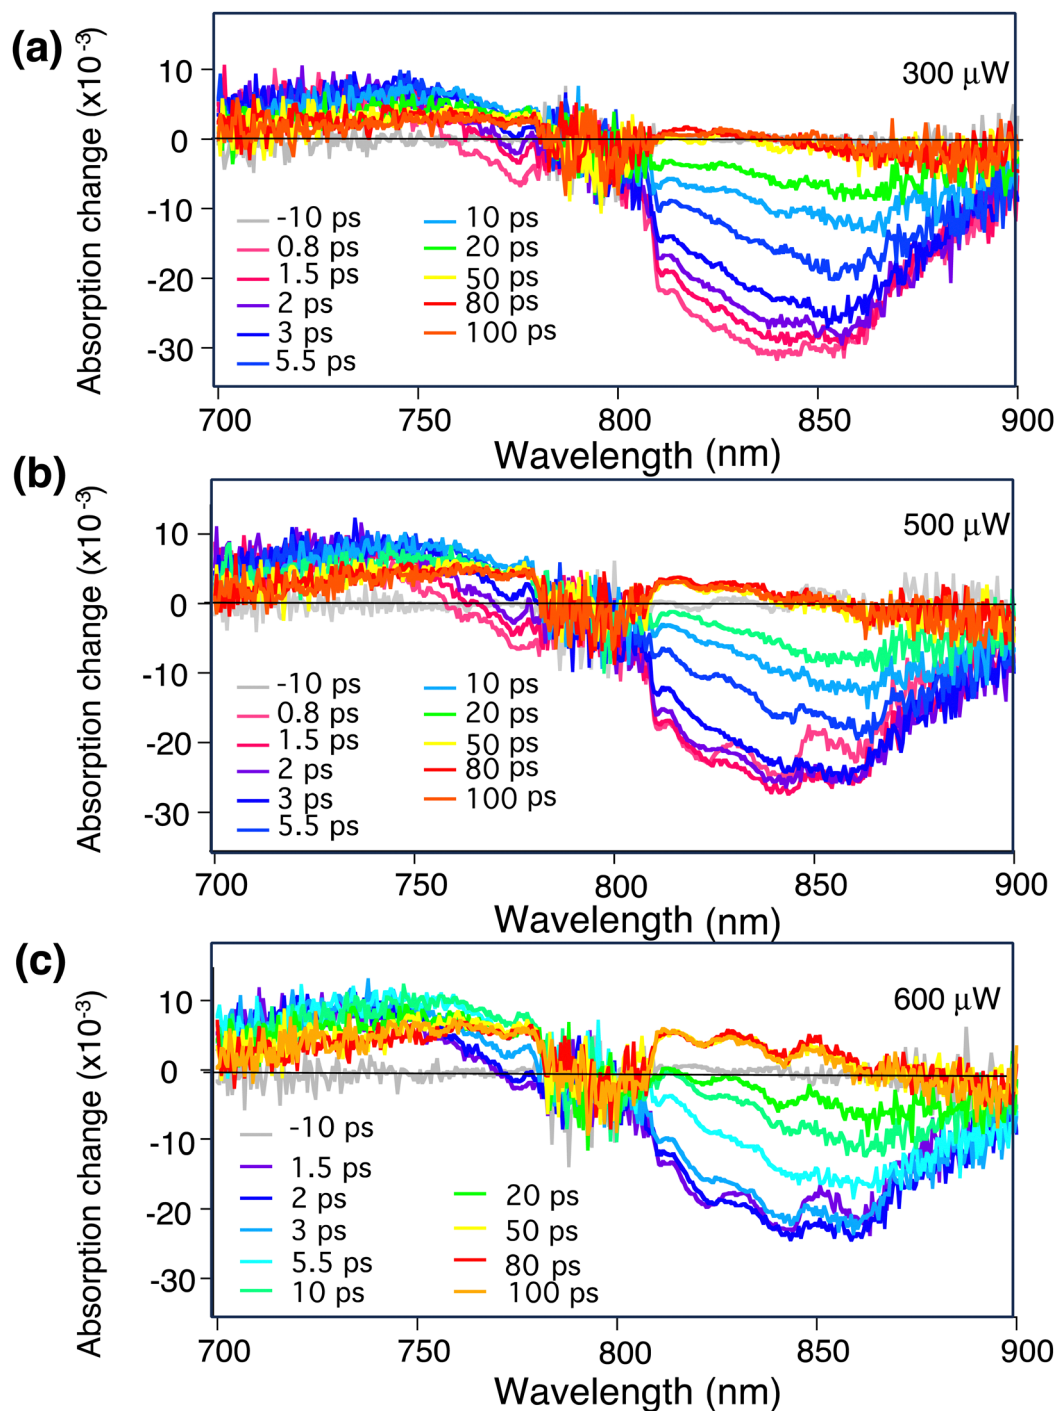 (a)
Absorption change (x10⁻³)
300 μW
10
0
-10
-20
-30
-10 ps
0.8 ps
1.5 ps
2 ps
3 ps
5.5 ps
10 ps
20 ps
50 ps
80 ps
100 ps
700
750
800
850
900
Wavelength (nm)
(b)
Absorption change (x10⁻³)
500 μW
10
0
-10
-20
-30
-10 ps
0.8 ps
1.5 ps
2 ps
3 ps
5.5 ps
10 ps
20 ps
50 ps
80 ps
100 ps
700
750
800
850
900
Wavelength (nm)
(c)
Absorption change (x10⁻³)
600 μW
10
0
-10
-20
-30
-10 ps
1.5 ps
2 ps
3 ps
5.5 ps
10 ps
20 ps
50 ps
80 ps
100 ps
700
750
800
850
900
Wavelength (nm)